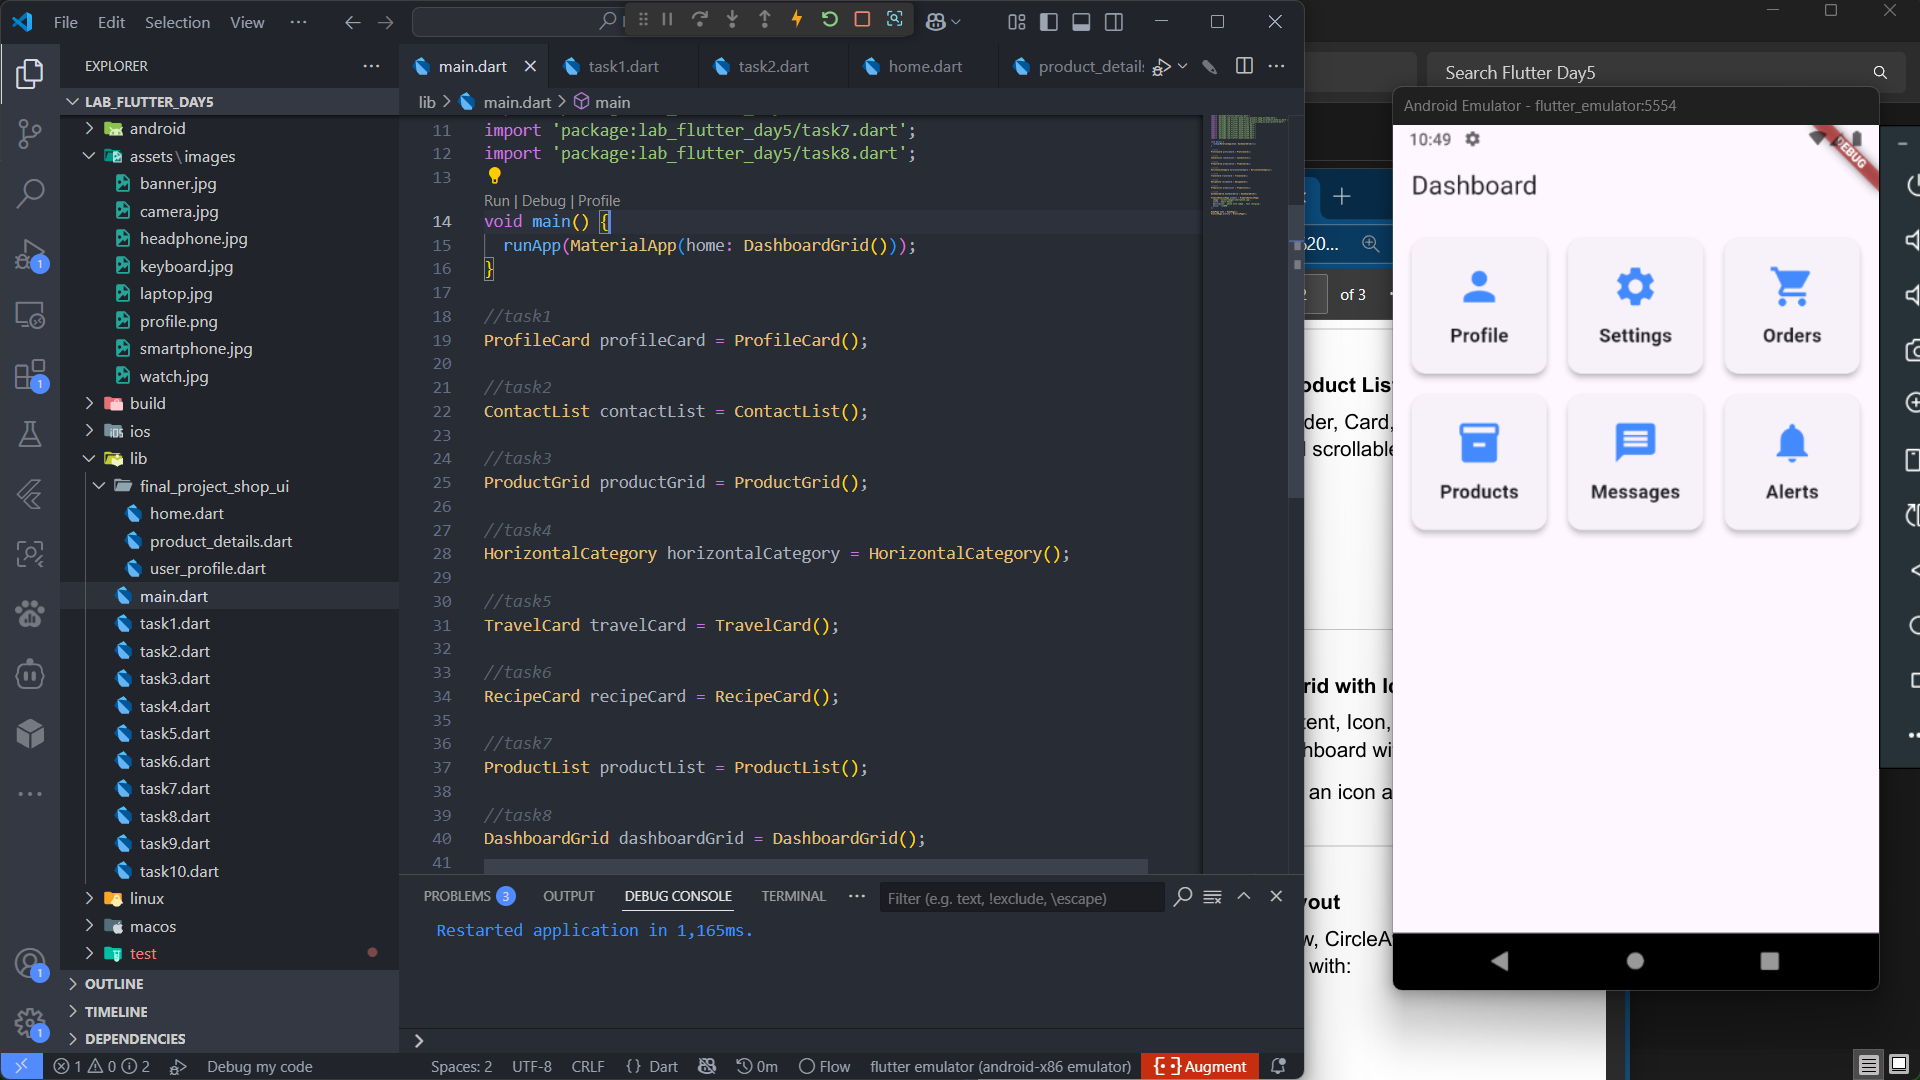 File Edit Selection View
EXPLORER
LAB_FLUTTER_DAY5
android
assets\images
banner.jpg
camera.jpg
headphone.jpg
keyboard.jpg
laptop.jpg
profile.png
smartphone.jpg
watch.jpg
build
ios
lib
final_project_shop_ui
home.dart
product_details.dart
user_profile.dart
main.dart
task1.dart
task2.dart
task3.dart
task4.dart
task5.dart
task6.dart
task7.dart
task8.dart
task9.dart
task10.dart
linux
macos
test
OUTLINE
TIMELINE
DEPENDENCIES
main.dart task1.dart task2.dart home.dart product_details
lib > main.dart > main
11 import 'package:lab_flutter_day5/task7.dart';
12 import 'package:lab_flutter_day5/task8.dart';
13
Run | Debug | Profile
14 void main() {
15 runApp(MaterialApp(home: DashboardGrid()));
16 }
17
18 //task1
19 ProfileCard profileCard = ProfileCard();
20
21 //task2
22 ContactList contactList = ContactList();
23
24 //task3
25 ProductGrid productGrid = ProductGrid();
26
27 //task4
28 HorizontalCategory horizontalCategory = HorizontalCategory();
29
30 //task5
31 TravelCard travelCard = TravelCard();
32
33 //task6
34 RecipeCard recipeCard = RecipeCard();
35
36 //task7
37 ProductList productList = ProductList();
38
39 //task8
40 DashboardGrid dashboardGrid = DashboardGrid();
41
PROBLEMS 3 OUTPUT DEBUG CONSOLE TERMINAL Filter (e.g. text, !exclude, \escape)
Restarted application in 1,165ms.
1 0 2 Debug my code Spaces: 2 UTF-8 CRLF {} Dart 0m Flow flutter emulator (android-x86 emulator) Augment
Search Flutter Day5
620...
2 of 3
oduct Lis
der, Card,
scrollable
rid with Ic
tent, Icon,
hboard wi
an icon a
yout
w, CircleA
with:
Android Emulator - flutter_emulator:5554
10:49
DEBUG
Dashboard
Profile Settings Orders
Products Messages Alerts